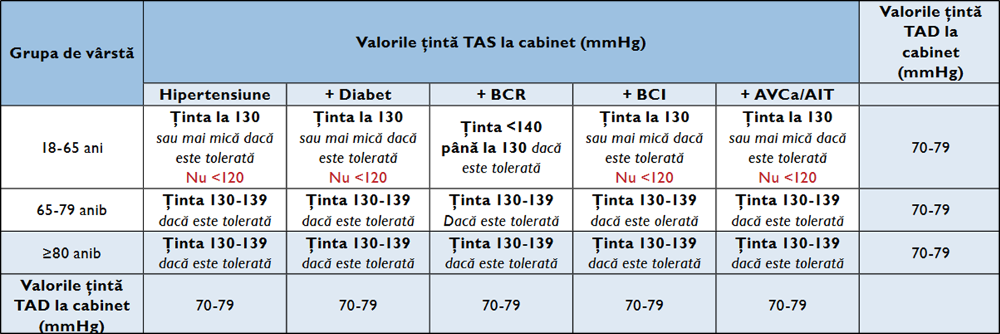 Grupa de vârstă
Valorile țintă TAS la cabinet (mmHg)
Valorile țintă
TAD la
cabinet
(mmHg)
Hipertensiune
+ Diabet
+ BCR
+ BCI
+ AVCa/AIT
18-65 ani
Ținta la 130
sau mai mică dacă
este tolerată
Nu <120
Ținta la 130
sau mai mică dacă
este tolerată
Nu <120
Ținta <140
până la 130 dacă
este tolerată
Ținta la 130
sau mai mică dacă
este tolerată
Nu <120
Ținta la 130
sau mai mică dacă
este tolerată
Nu <120
70-79
65-79 anib
Ținta 130-139
dacă este tolerată
Ținta 130-139
dacă este tolerată
Ținta 130-139
Dacă este tolerată
Ținta 130-139
dacă este olerată
Ținta 130-139
dacă este tolerată
70-79
≥80 anib
Ținta 130-139
dacă este tolerată
Ținta 130-139
dacă este tolerată
Ținta 130-139
dacă este tolerată
Ținta 130-139
dacă este tolerată
Ținta 130-139
dacă este tolerată
70-79
Valorile țintă
TAD la cabinet
(mmHg)
70-79
70-79
70-79
70-79
70-79